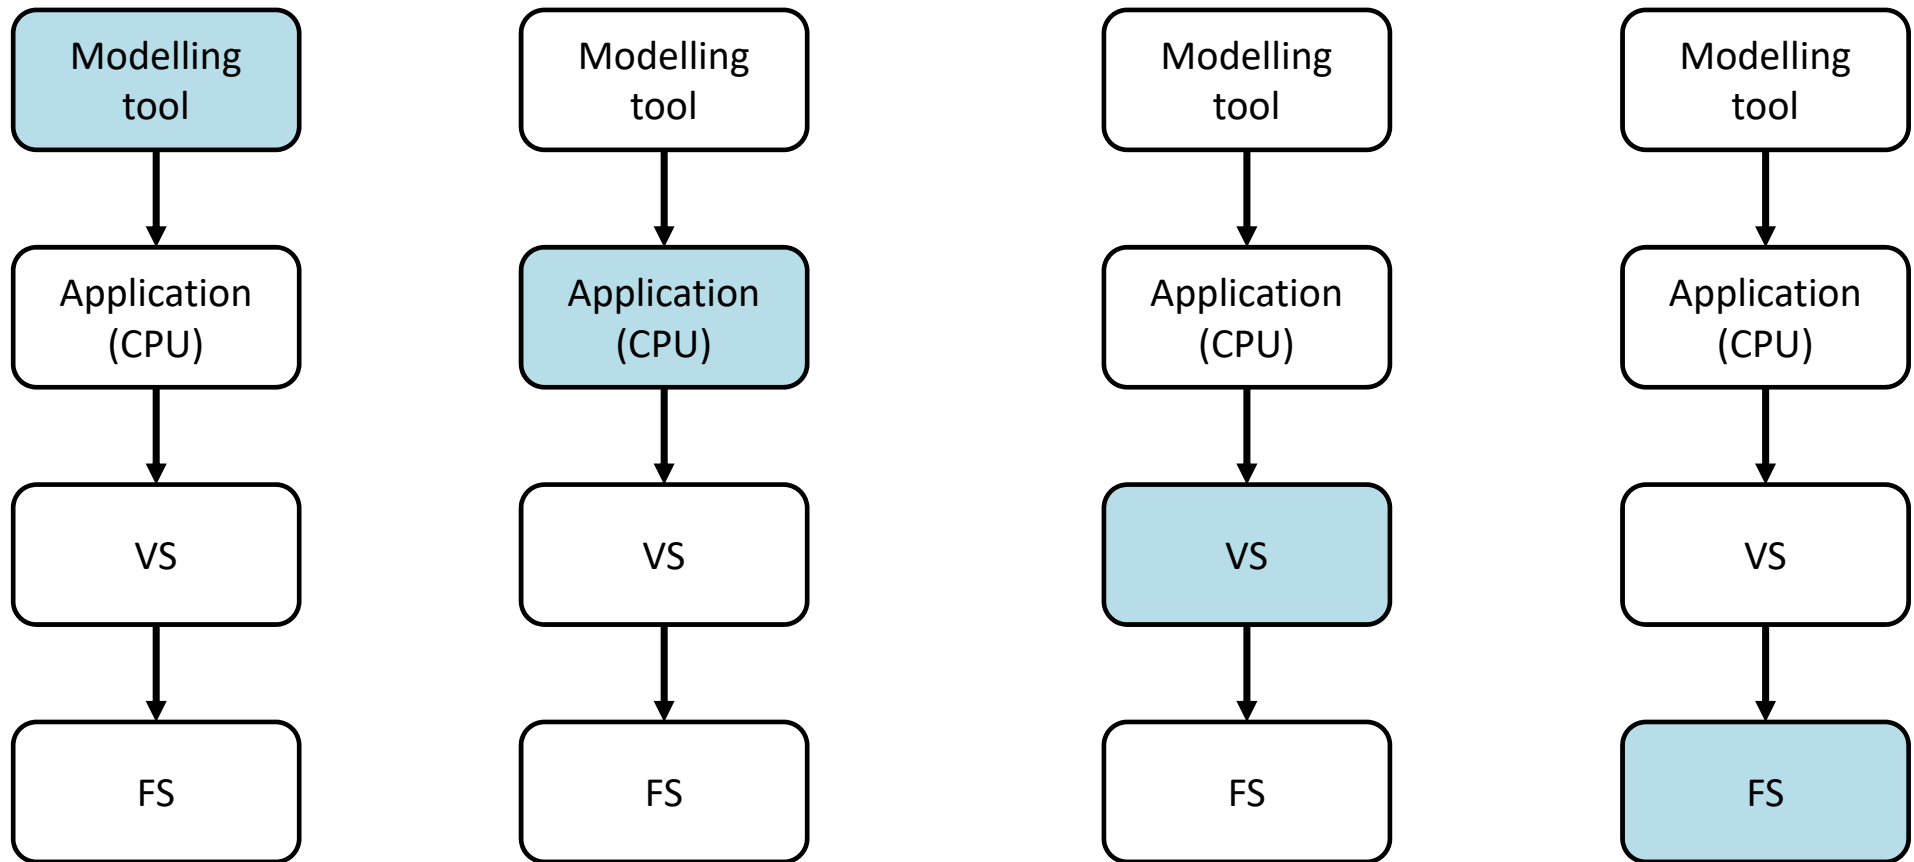 Modelling
tool
Modelling
tool
Modelling
tool
Modelling
tool
Application
(CPU)
Application
(CPU)
Application
(CPU)
Application
(CPU)
VS
VS
VS
VS
FS
FS
FS
FS